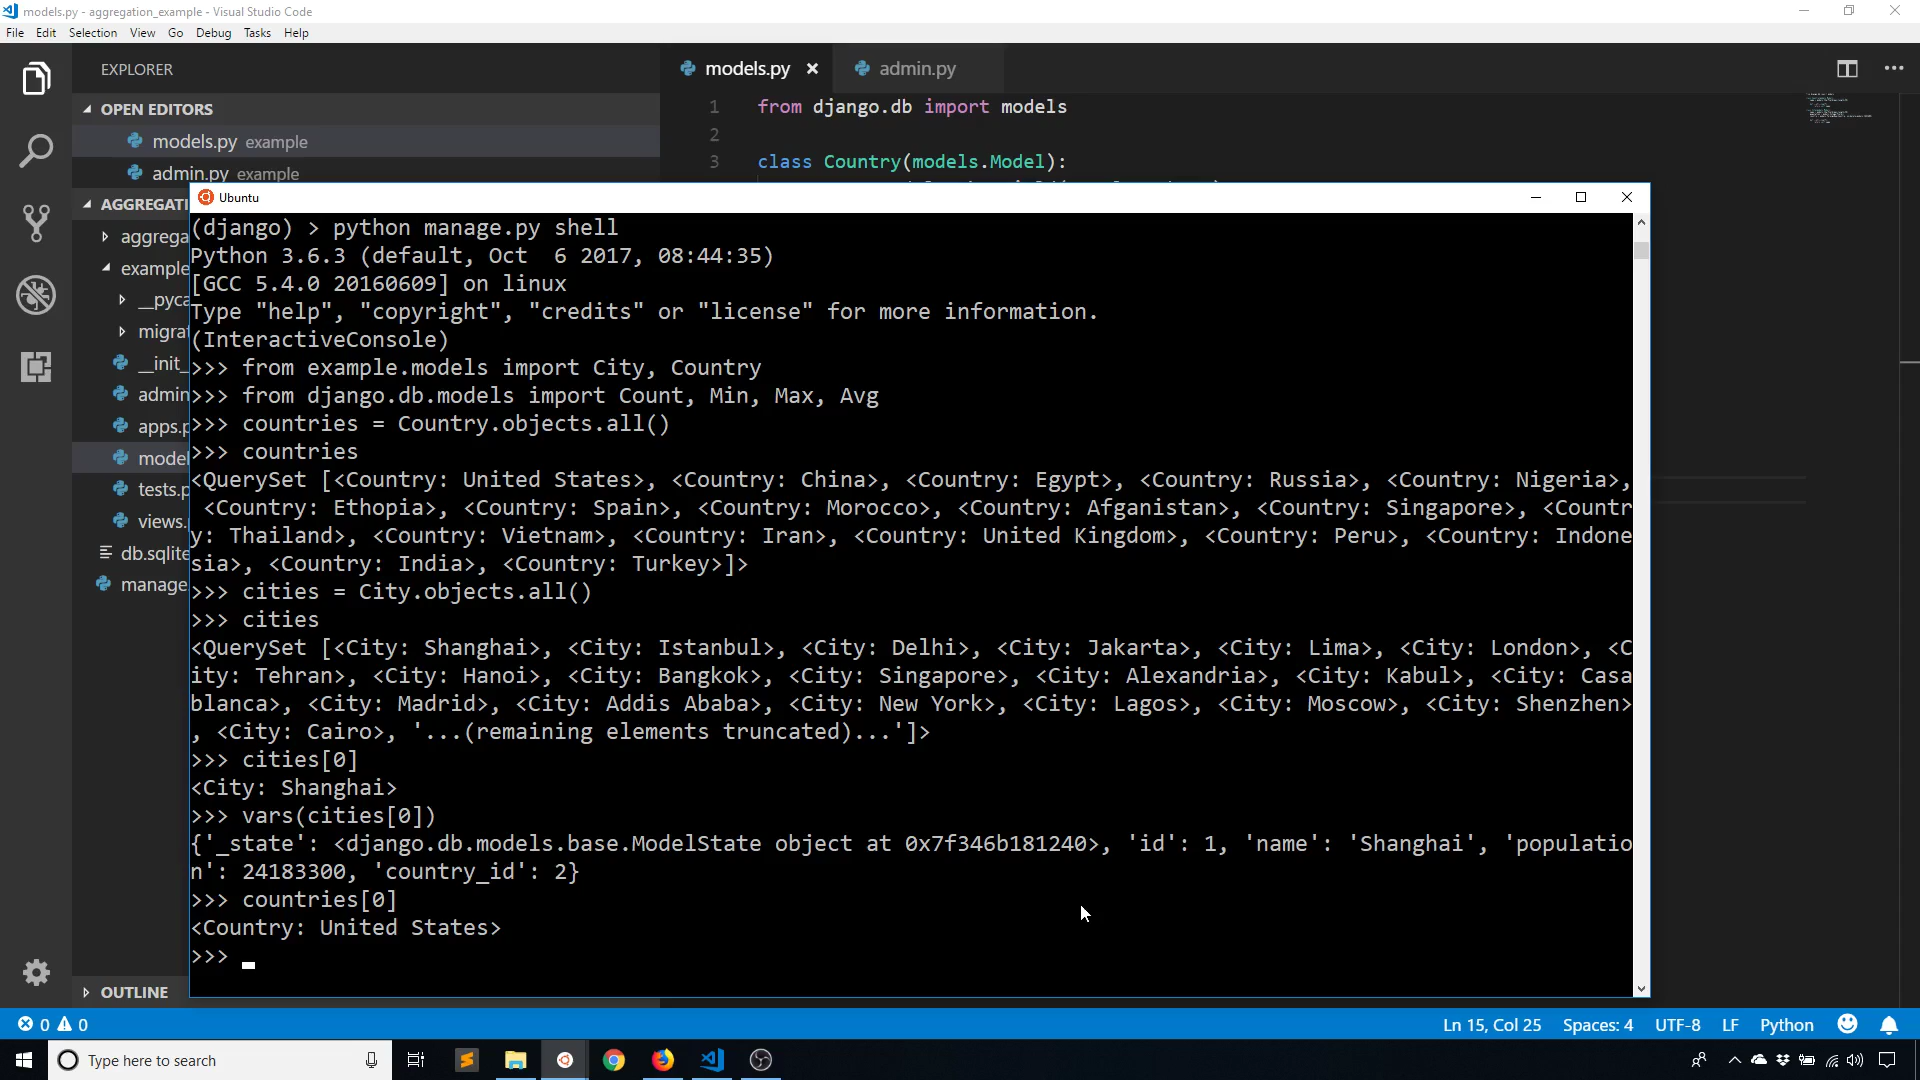 models.py - aggregation_example - Visual Studio Code
File Edit Selection View Go Debug Tasks Help
EXPLORER
models.py
admin.py
OPEN EDITORS
models.py example
admin.py example
1 from django.db import models
2
3 class Country(models.Model):
AGGREGATI
aggrega
example
__pyca
migrat
__init_
admin
apps.p
model
tests.p
views.
db.sqlite
manage
OUTLINE
Ubuntu
(django) > python manage.py shell
Python 3.6.3 (default, Oct  6 2017, 08:44:35)
[GCC 5.4.0 20160609] on linux
Type "help", "copyright", "credits" or "license" for more information.
(InteractiveConsole)
>>> from example.models import City, Country
>>> from django.db.models import Count, Min, Max, Avg
>>> countries = Country.objects.all()
>>> countries
<QuerySet [<Country: United States>, <Country: China>, <Country: Egypt>, <Country: Russia>, <Country: Nigeria>,
<Country: Ethopia>, <Country: Spain>, <Country: Morocco>, <Country: Afganistan>, <Country: Singapore>, <Countr
y: Thailand>, <Country: Vietnam>, <Country: Iran>, <Country: United Kingdom>, <Country: Peru>, <Country: Indone
sia>, <Country: India>, <Country: Turkey>]>
>>> cities = City.objects.all()
>>> cities
<QuerySet [<City: Shanghai>, <City: Istanbul>, <City: Delhi>, <City: Jakarta>, <City: Lima>, <City: London>, <C
ity: Tehran>, <City: Hanoi>, <City: Bangkok>, <City: Singapore>, <City: Alexandria>, <City: Kabul>, <City: Casa
blanca>, <City: Madrid>, <City: Addis Ababa>, <City: New York>, <City: Lagos>, <City: Moscow>, <City: Shenzhen>
, <City: Cairo>, '...(remaining elements truncated)...']>
>>> cities[0]
<City: Shanghai>
>>> vars(cities[0])
{'_state': <django.db.models.base.ModelState object at 0x7f346b181240>, 'id': 1, 'name': 'Shanghai', 'populatio
n': 24183300, 'country_id': 2}
>>> countries[0]
<Country: United States>
>>>
0 0
Ln 15, Col 25 Spaces: 4 UTF-8 LF Python
Type here to search